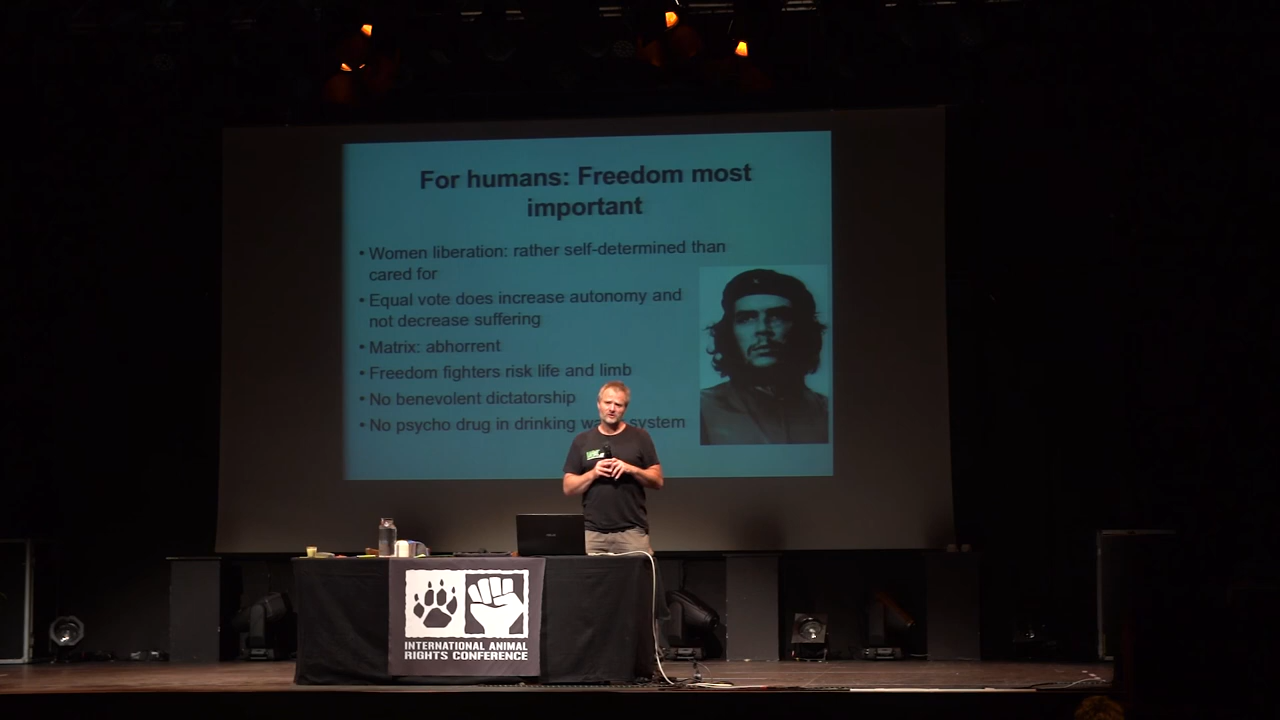 For humans: Freedom most
important
• Women liberation: rather self-determined than
cared for
• Equal vote does increase autonomy and
not decrease suffering
• Matrix: abhorrent
• Freedom fighters risk life and limb
• No benevolent dictatorship
• No psycho drug in drinking system
INTERNATIONAL ANIMAL
RIGHTS CONFERENCE